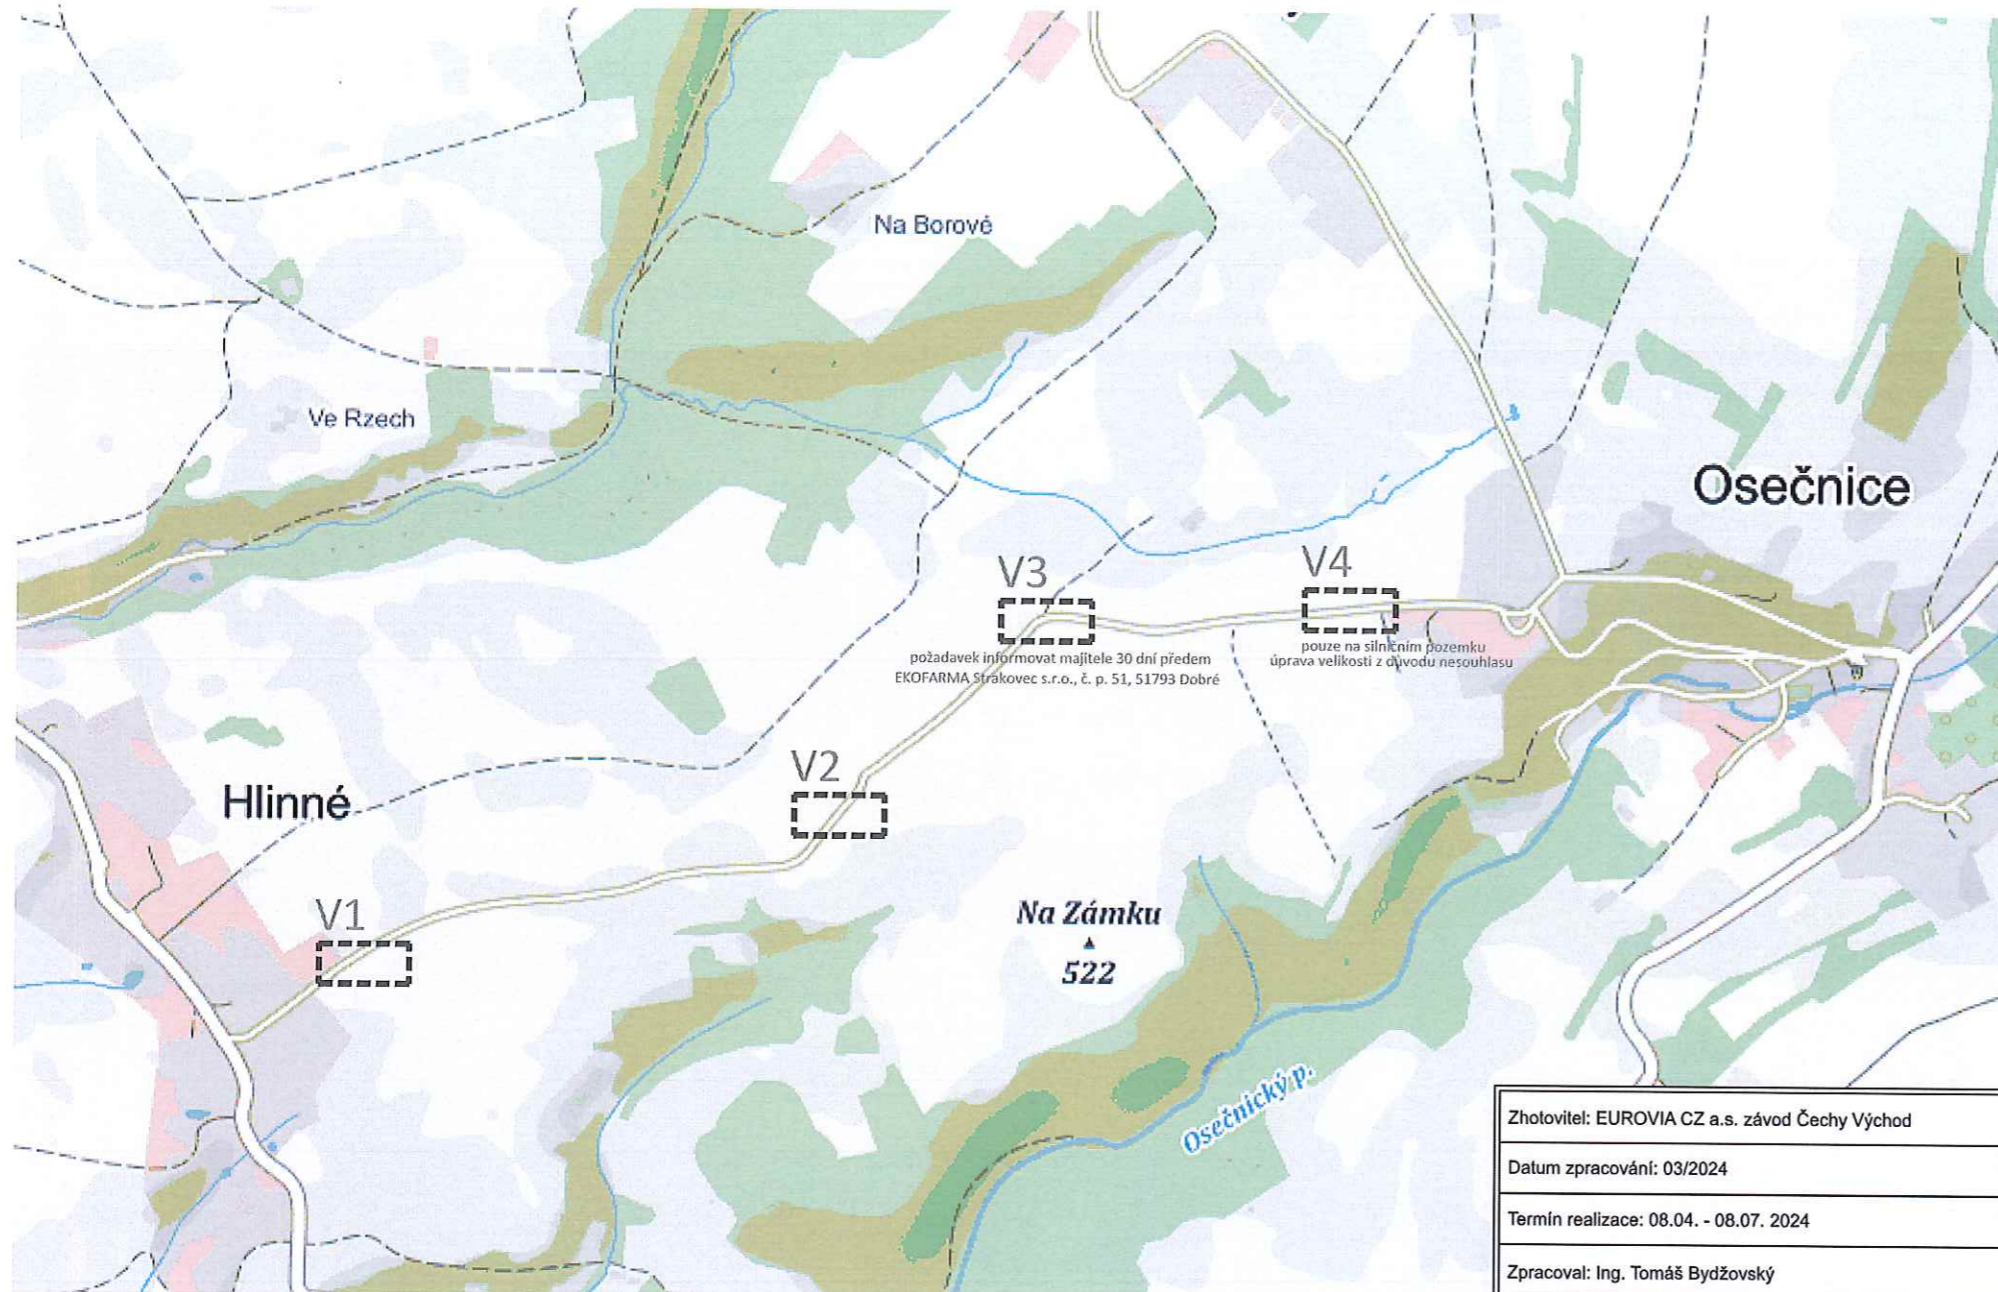 Na Borové
Ve Rzech
Osečnice
V3
V4
požadavek informovat majitele 30 dní předem
EKOFARMA Strakovec s.r.o., č. p. 51, 51793 Dobré
pouze na silničním pozemku
úprava velikosti z důvodu nesouhlasu
V2
Hlinné
V1
Na Zámku
522
Osečnický p.
Zhotovitel: EUROVIA CZ a.s. závod Čechy Východ
Datum zpracování: 03/2024
Termín realizace: 08.04. - 08.07. 2024
Zpracoval: Ing. Tomáš Bydžovský